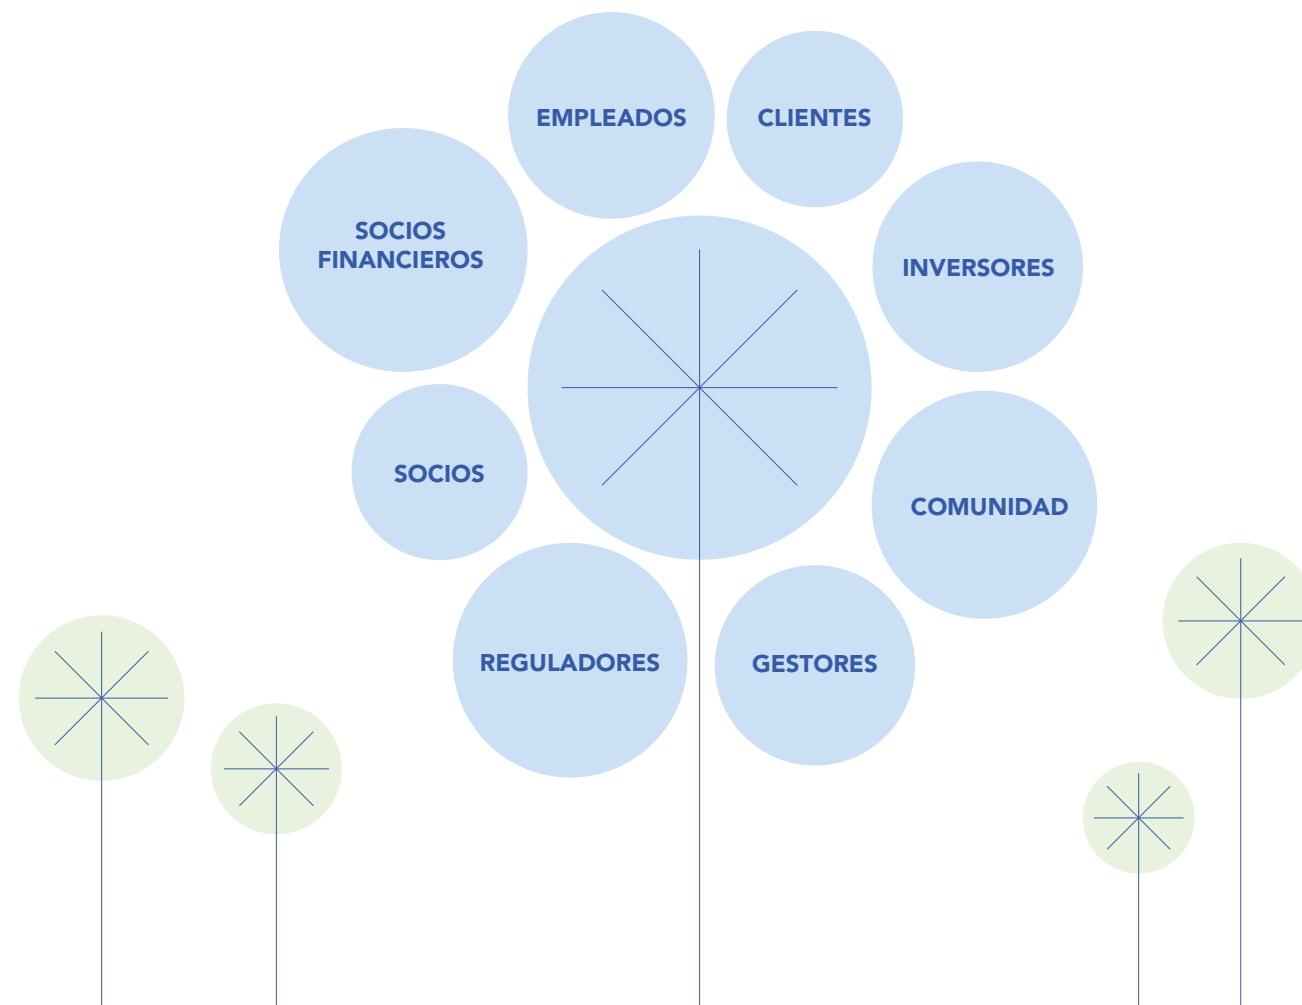 EMPLEADOS
CLIENTES
SOCIOS
FINANCIEROS
INVERSORES
SOCIOS
COMUNIDAD
REGULADORES
GESTORES